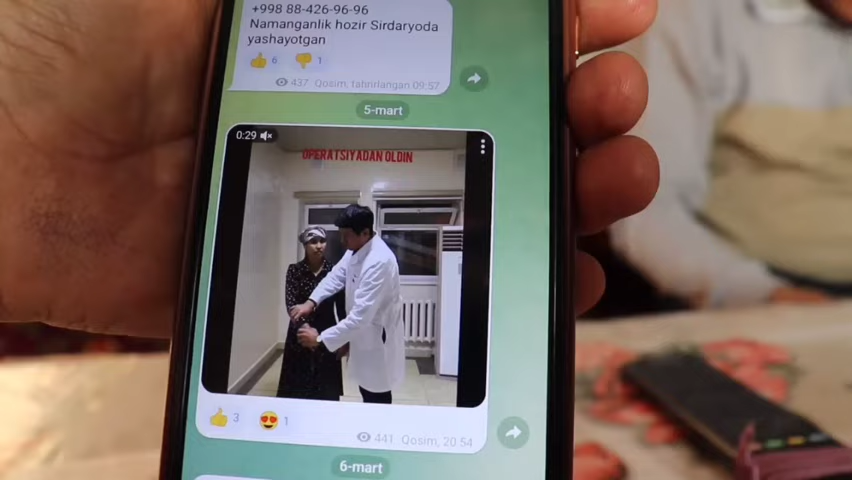 +998 88-426-96-96
Namanganlik hozir Sirdaryoda
yashayotgan
6 1
437 Qosim, tahrirlangan 09:57
5-mart
0:29
OPERATSIYADAN OLDIN
3 1
441 Qosim, 20:54
6-mart